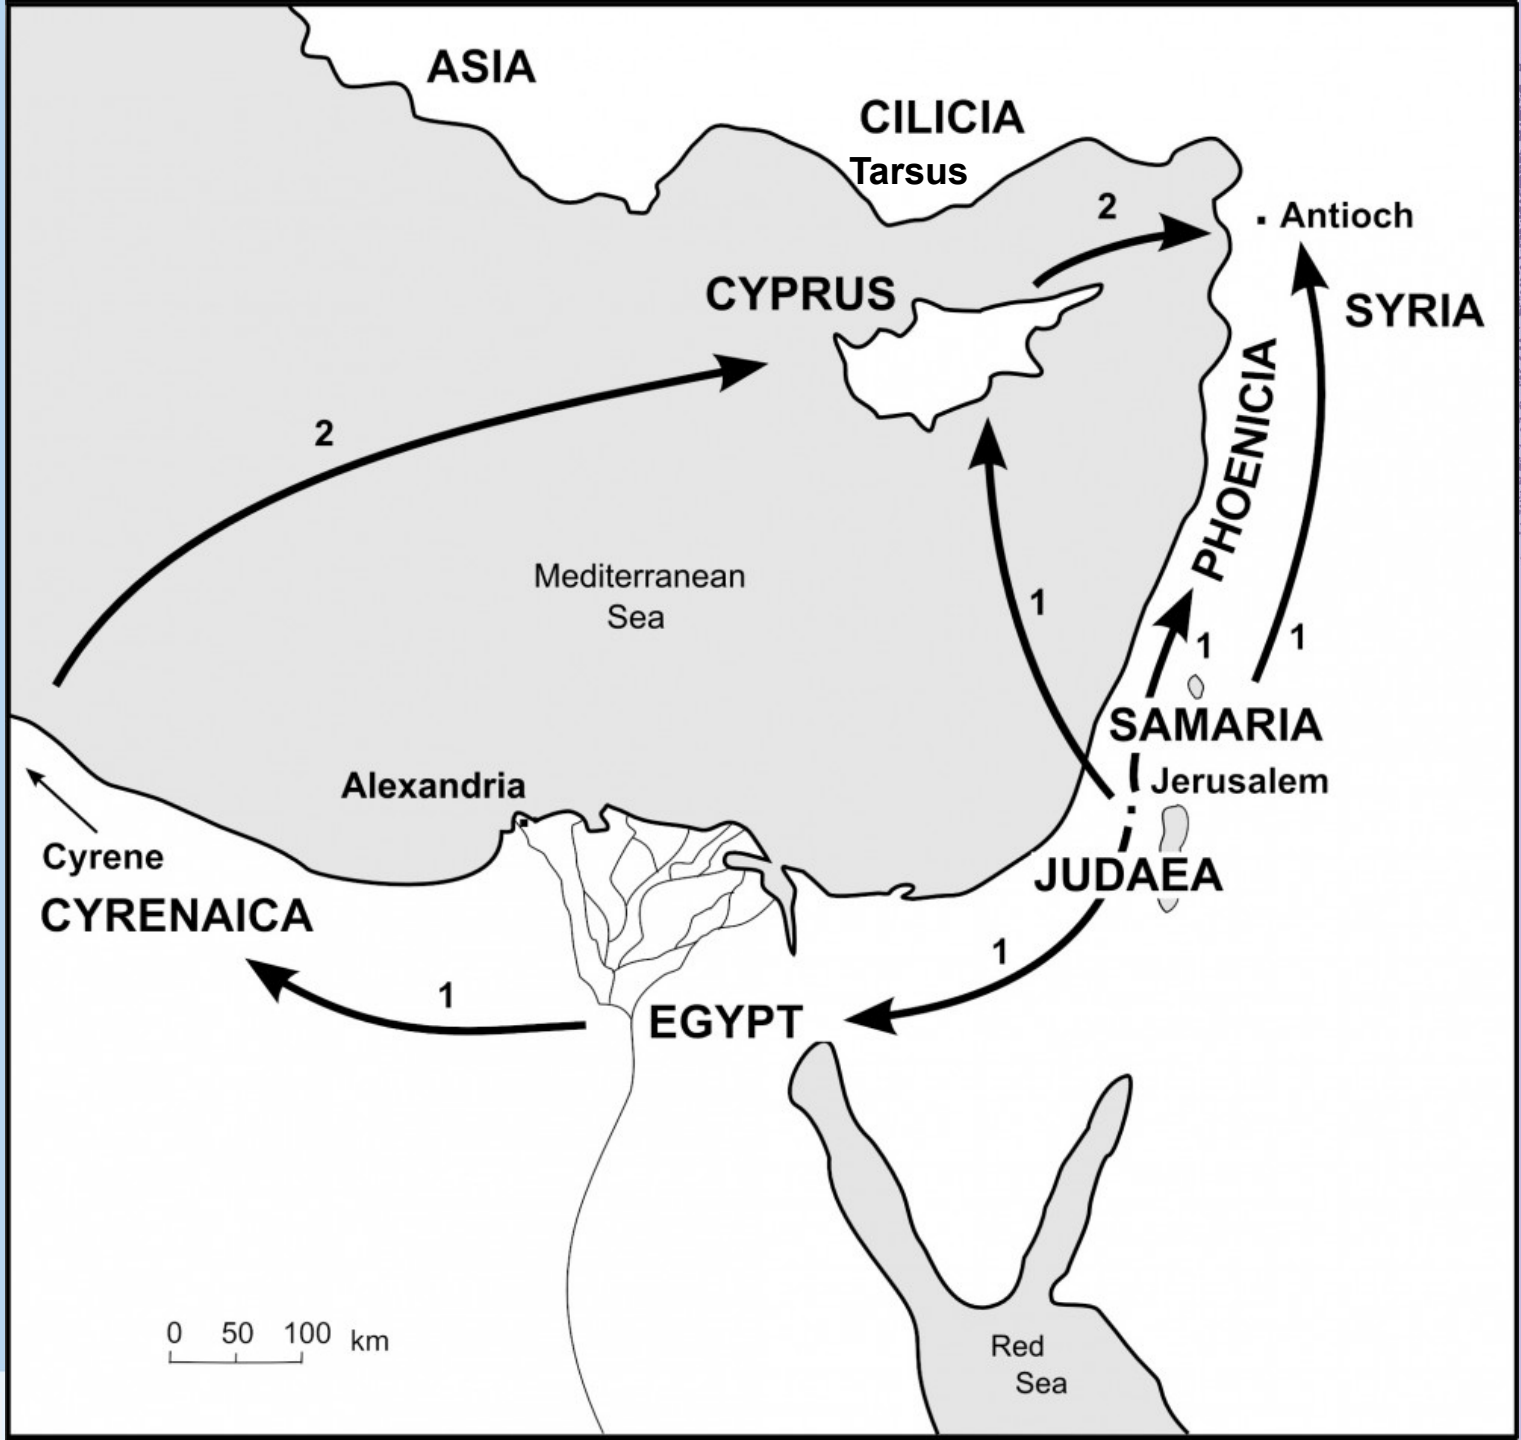 ASIA
CILICIA
Tarsus
2
Antioch
CYPRUS
SYRIA
PHOENICIA
2
Mediterranean
Sea
1
1
1
SAMARIA
Alexandria
Jerusalem
Cyrene
JUDAEA
CYRENAICA
1
1
EGYPT
0 50 100 km
Red
Sea